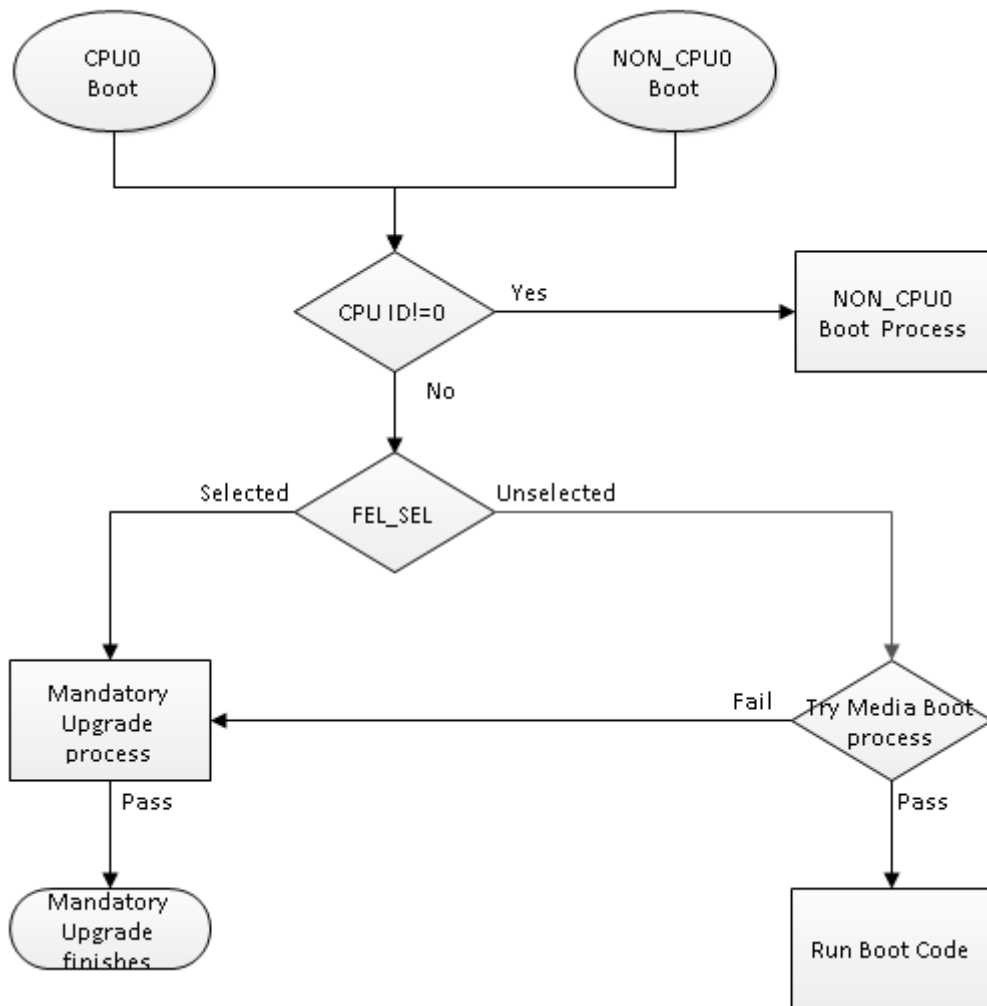 CPU0
Boot
NON_CPU0
Boot
CPU ID!=0
Yes
NON_CPU0
Boot Process
No
Selected
FEL_SEL
Unselected
Mandatory
Upgrade
process
Fail
Try Media Boot
process
Pass
Pass
Mandatory
Upgrade
finishes
Run Boot Code